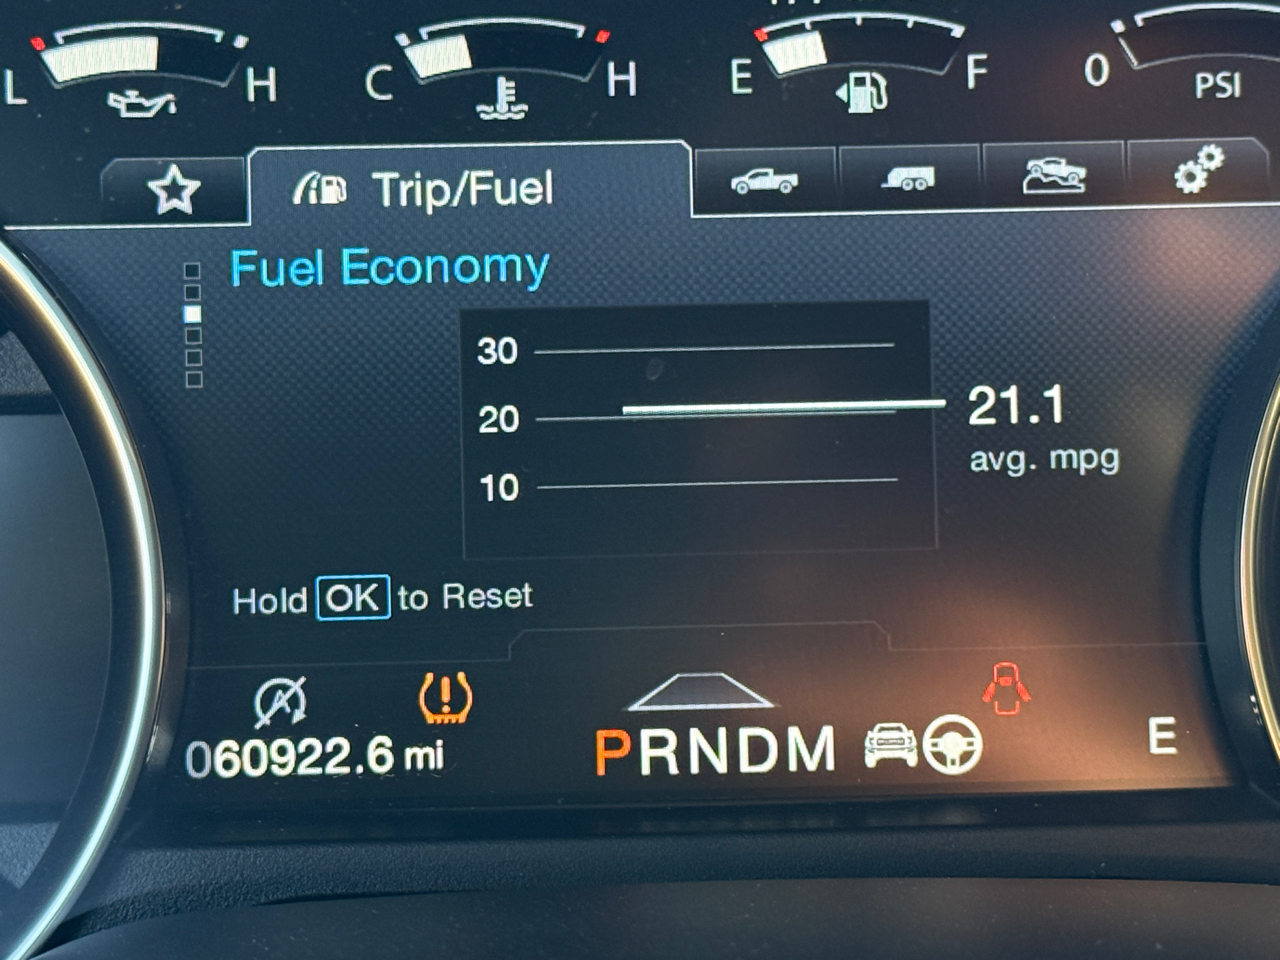 L H C H E F 0 PSI
Trip/Fuel
Fuel Economy
30
20
10
21.1
avg. mpg
Hold OK to Reset
060922.6 mi
PRNDM
E